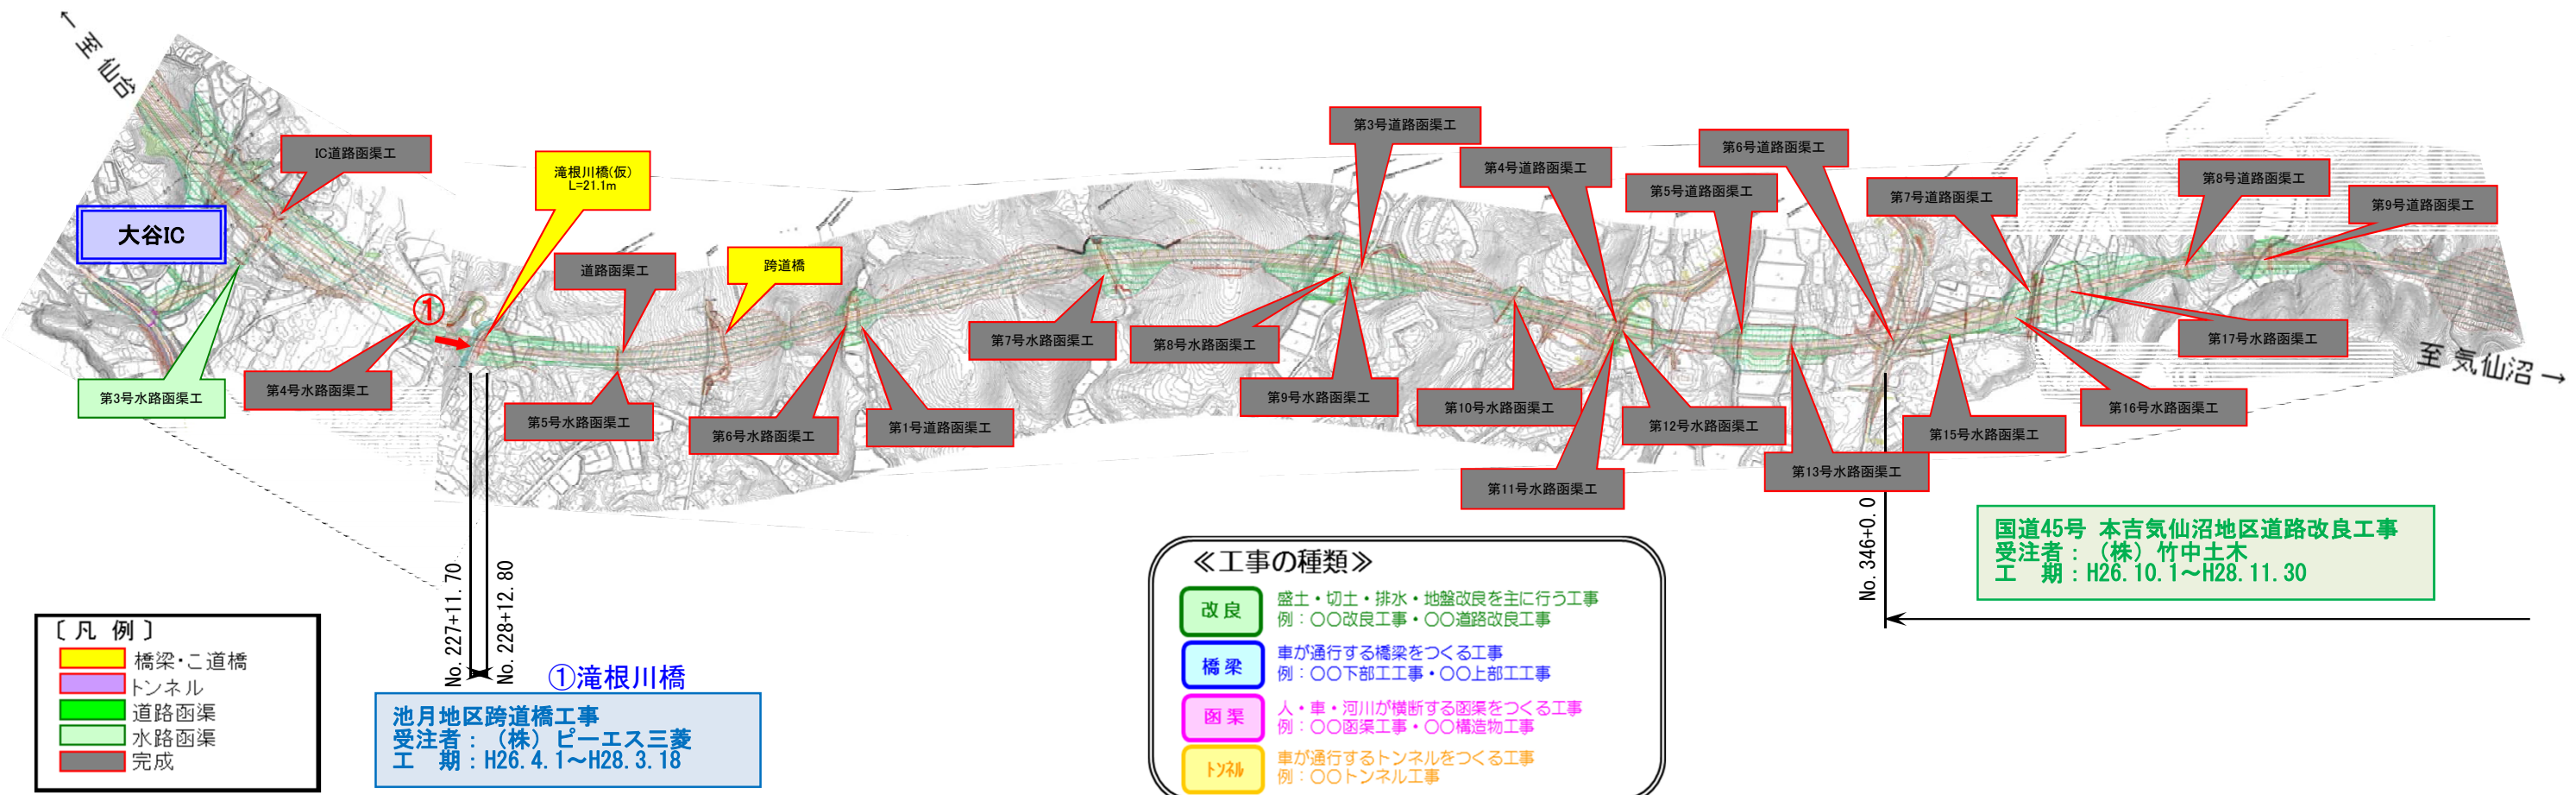 ← 至 仙台
IC道路函渠工
大谷IC
滝根川橋(仮)
L=21.1m
道路函渠工
跨道橋
①
第3号水路函渠工
第4号水路函渠工
第5号水路函渠工
第6号水路函渠工
第1号道路函渠工
第7号水路函渠工
第8号水路函渠工
第9号水路函渠工
第3号道路函渠工
第4号道路函渠工
第5号道路函渠工
第6号道路函渠工
第7号道路函渠工
第8号道路函渠工
第9号道路函渠工
第10号水路函渠工
第11号水路函渠工
第12号水路函渠工
第13号水路函渠工
第15号水路函渠工
第16号水路函渠工
第17号水路函渠工
至 気仙沼 →
No. 227+11. 70
No. 228+12. 80
No. 346+0. 0
①滝根川橋
池月地区跨道橋工事
受注者：（株）ピーエス三菱
工　期：H26. 4. 1～H28. 3. 18
国道45号 本吉気仙沼地区道路改良工事
受注者：（株）竹中土木
工　期：H26. 10. 1～H28. 11. 30
〔 凡 例 〕
橋梁・こ道橋
トンネル
道路函渠
水路函渠
完成
≪工事の種類≫
改良
盛土・切土・排水・地盤改良を主に行う工事
例：○○改良工事・○○道路改良工事
橋梁
車が通行する橋梁をつくる工事
例：○○下部工工事・○○上部工工事
函渠
人・車・河川が横断する函渠をつくる工事
例：○○函渠工事・○○構造物工事
トンネル
車が通行するトンネルをつくる工事
例：○○トンネル工事